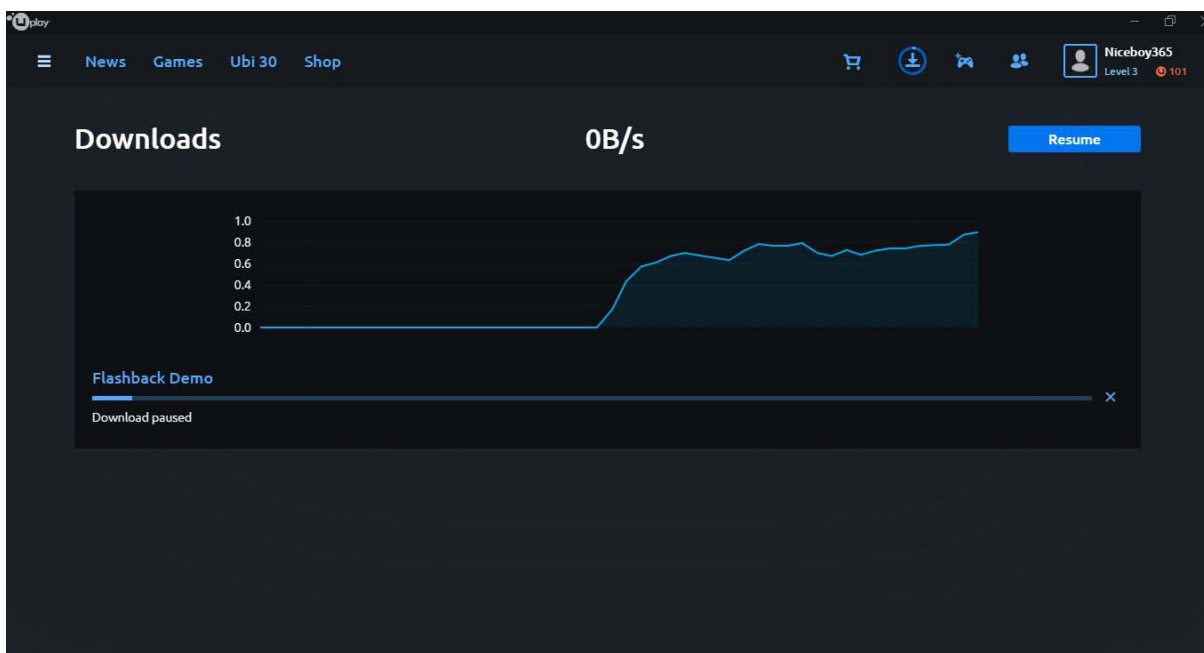 Uplay
News Games Ubi 30 Shop
Niceboy365
Level 3 101
Downloads 0B/s Resume
1.0
0.8
0.6
0.4
0.2
0.0
Flashback Demo
Download paused